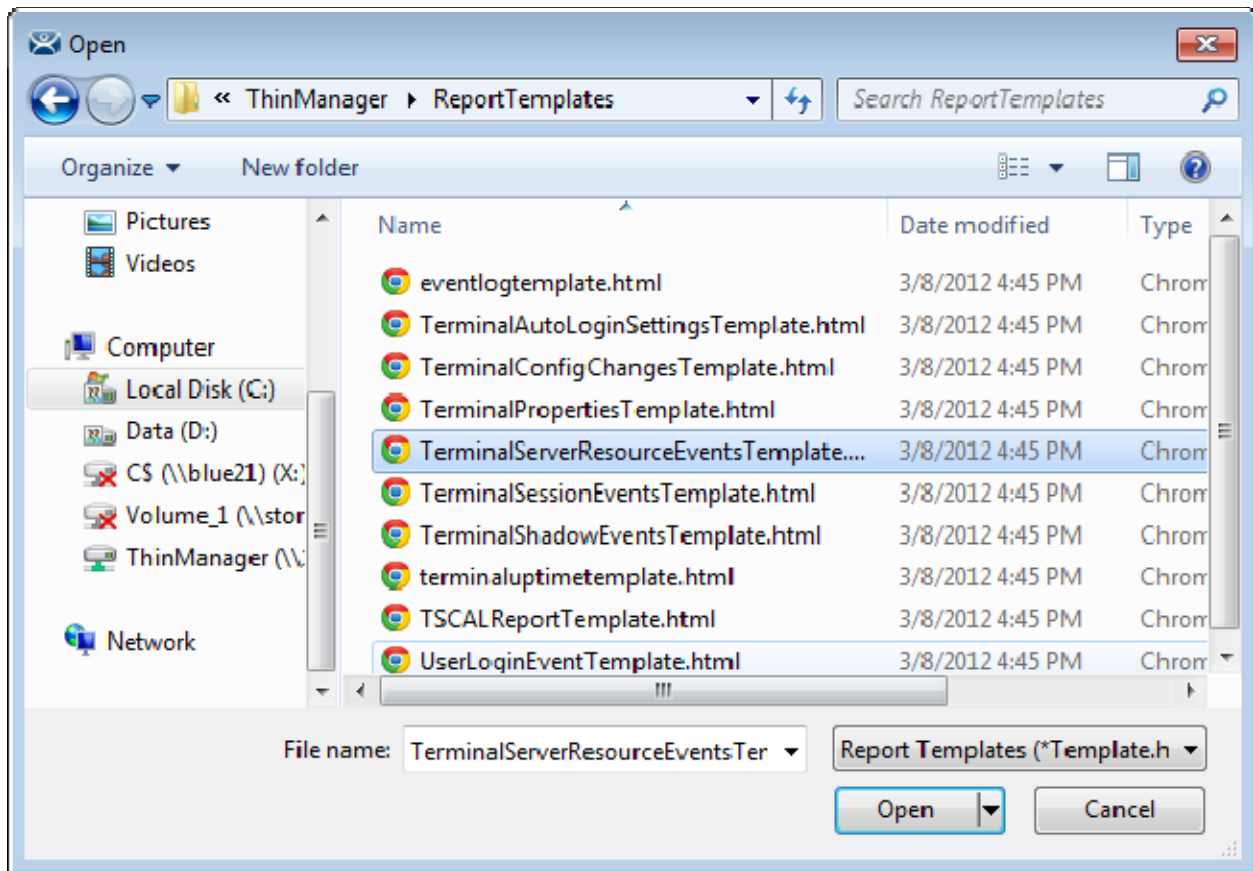 Open
« ThinManager ▸ ReportTemplates
Search ReportTemplates
Organize
New folder
Pictures
Videos
Computer
Local Disk (C:)
Data (D:)
C$ (\\blue21) (X:)
Volume_1 (\\stor
ThinManager (\\
Network
Name Date modified Type
eventlogtemplate.html 3/8/2012 4:45 PM Chrom
TerminalAutoLoginSettingsTemplate.html 3/8/2012 4:45 PM Chrom
TerminalConfigChangesTemplate.html 3/8/2012 4:45 PM Chrom
TerminalPropertiesTemplate.html 3/8/2012 4:45 PM Chrom
TerminalServerResourceEventsTemplate.... 3/8/2012 4:45 PM Chrom
TerminalSessionEventsTemplate.html 3/8/2012 4:45 PM Chrom
TerminalShadowEventsTemplate.html 3/8/2012 4:45 PM Chrom
terminaluptimetemplate.html 3/8/2012 4:45 PM Chrom
TSCALReportTemplate.html 3/8/2012 4:45 PM Chrom
UserLoginEventTemplate.html 3/8/2012 4:45 PM Chrom
File name: TerminalServerResourceEventsTer
Report Templates (*Template.h
Open
Cancel